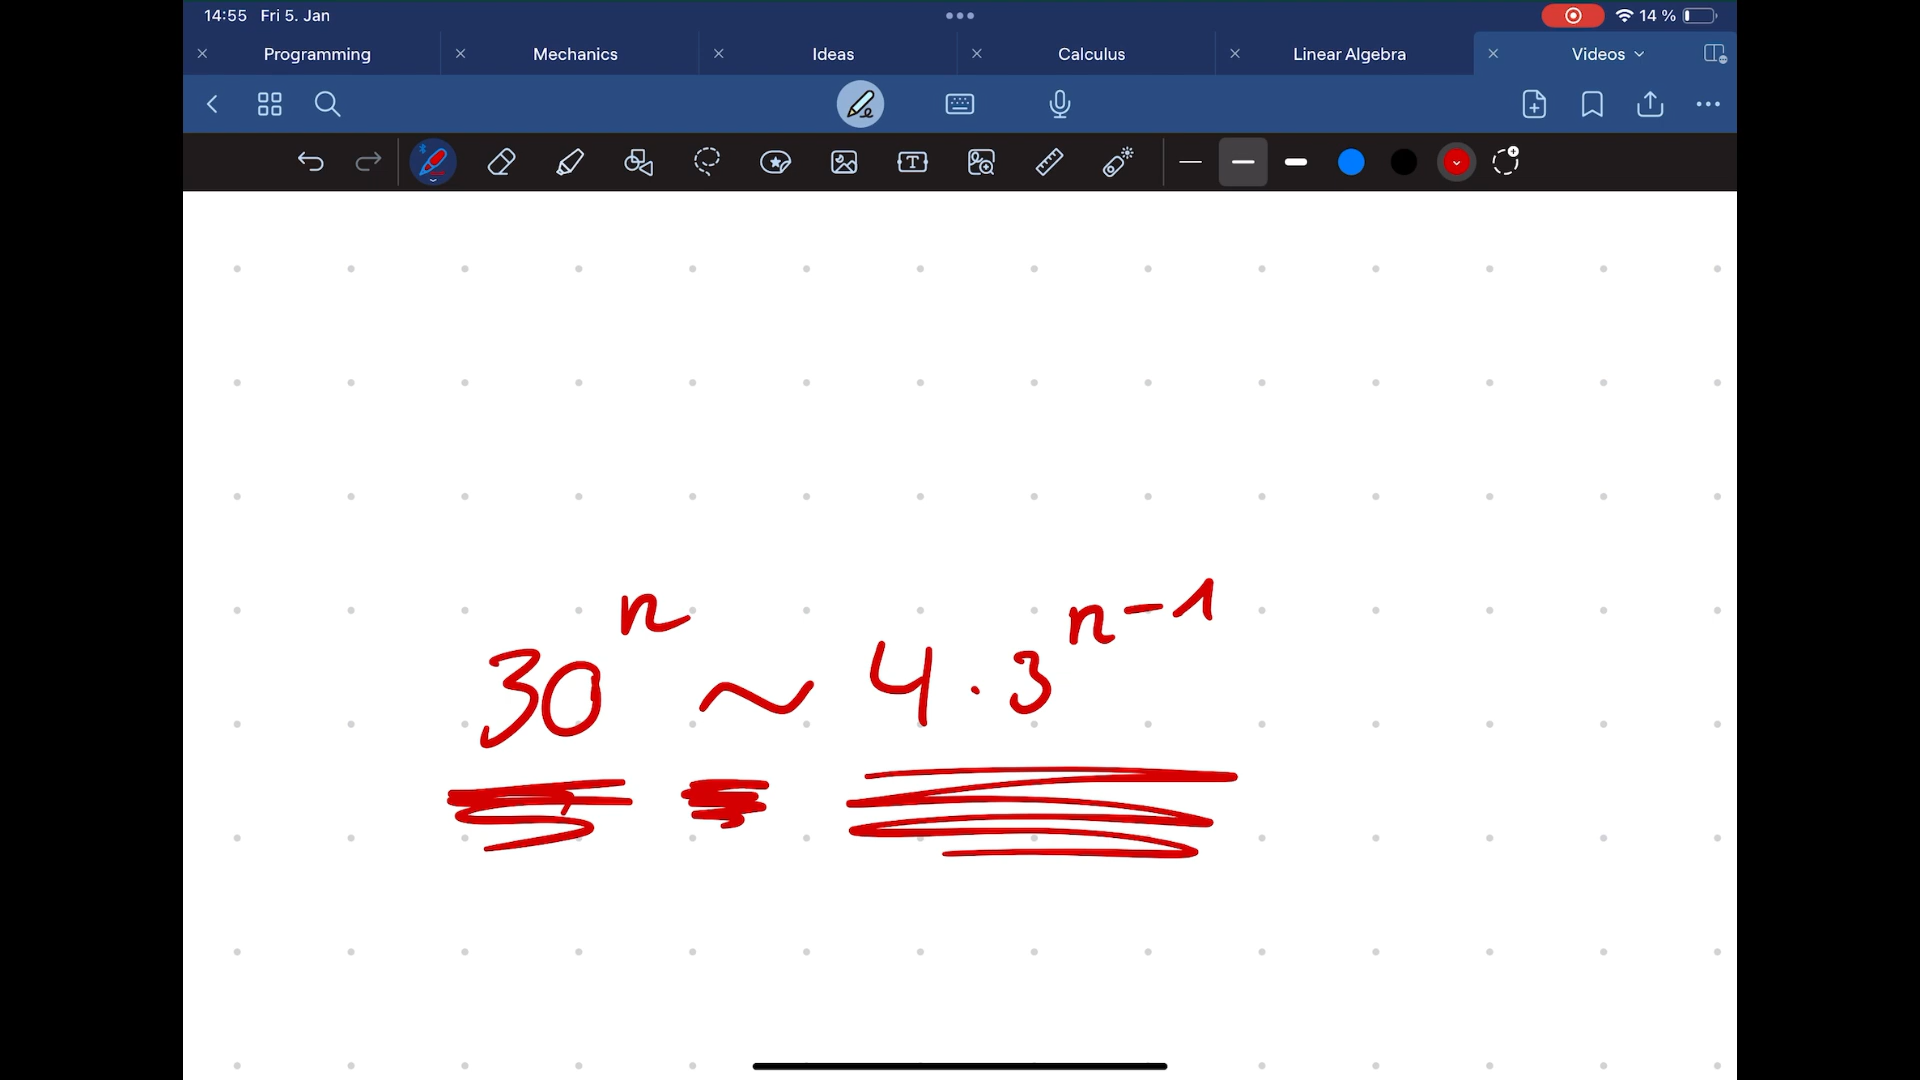 14:55 Fri 5. Jan 14 %
Programming Mechanics Ideas Calculus Linear Algebra Videos
30^n ~ 4 · 3^(n-1)